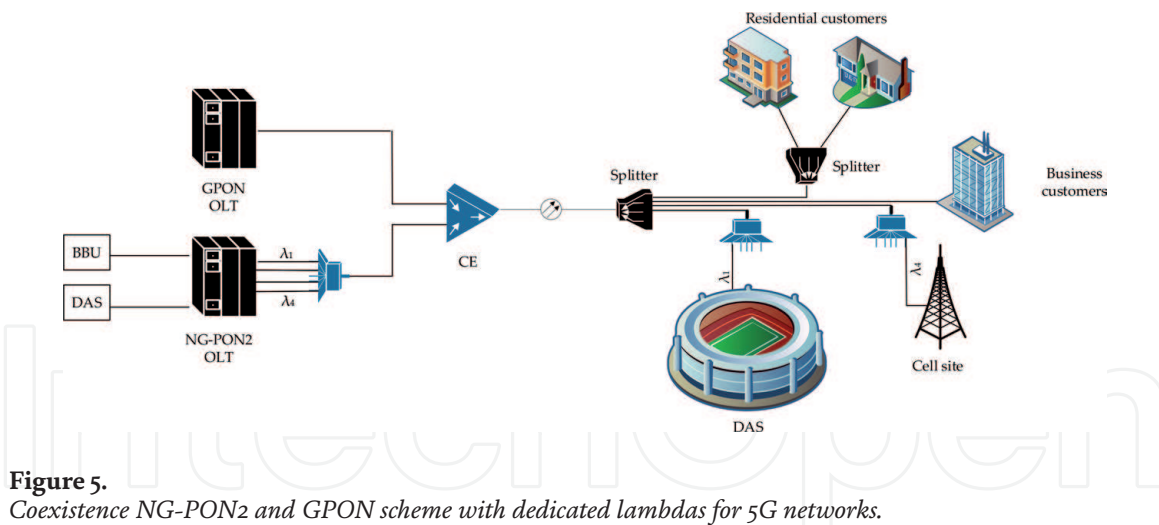 Residential customers
GPON
OLT
Splitter
Splitter
Business
customers
BBU
DAS
λ1
λ4
CE
NG-PON2
OLT
λ1
λ4
Cell site
DAS
IntechOpen
Figure 5.
Coexistence NG-PON2 and GPON scheme with dedicated lambdas for 5G networks.